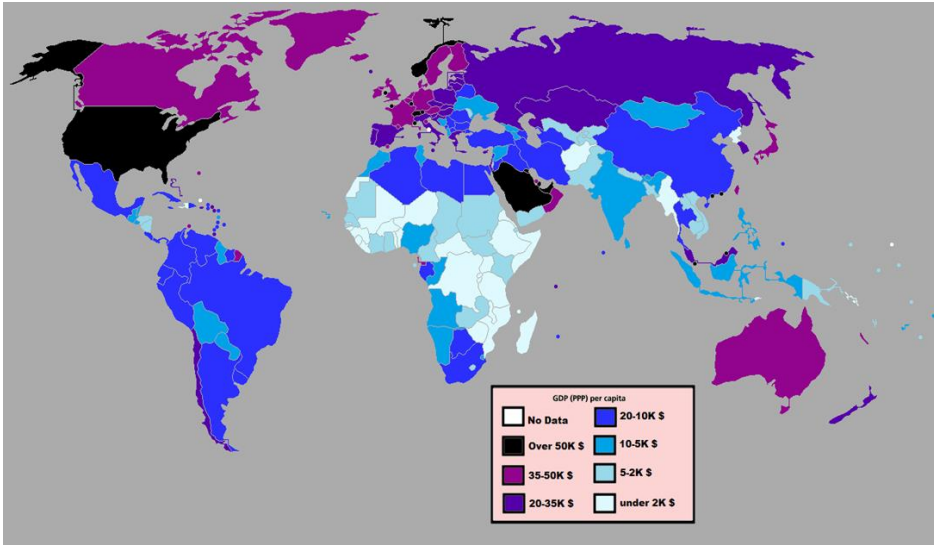 GDP (PPP) per capita
No Data
Over 50K $
35-50K $
20-35K $
20-10K $
10-5K $
5-2K $
under 2K $